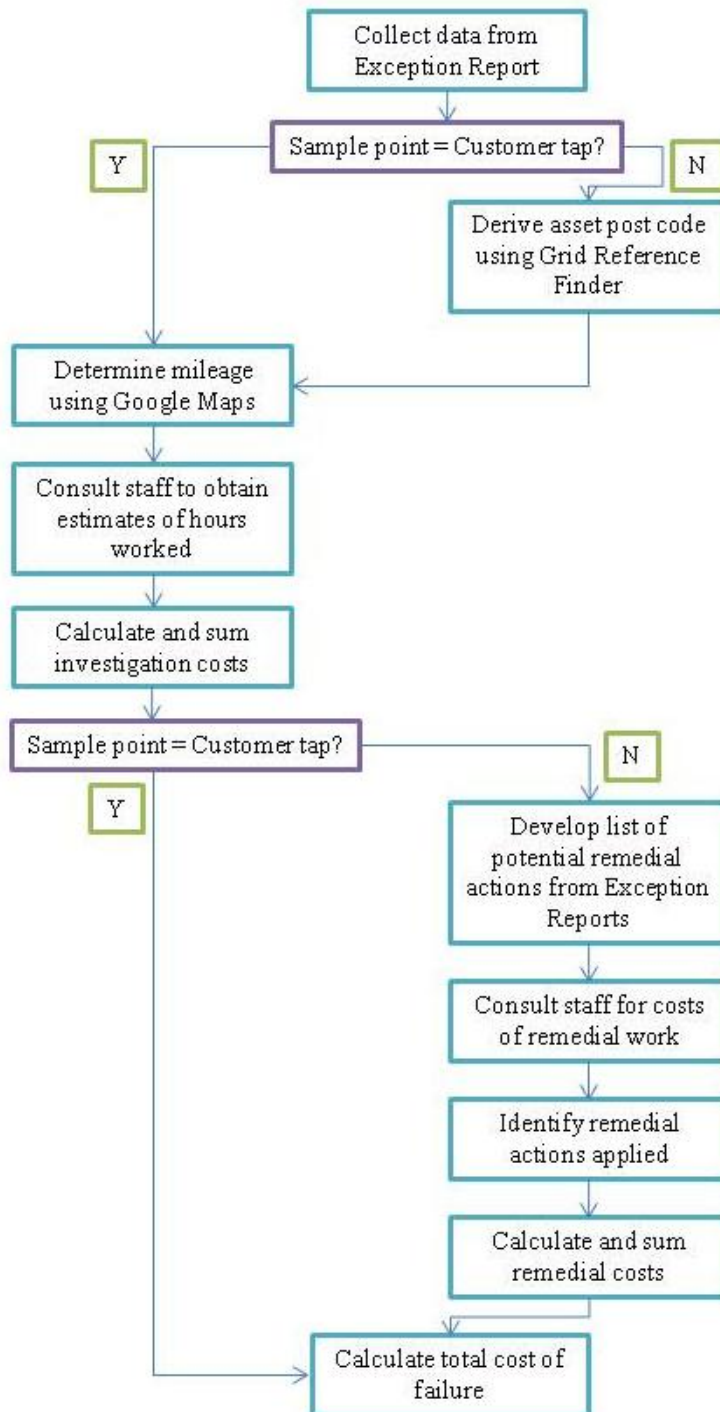 Collect data from
Exception Report
Sample point = Customer tap?
Y
N
Derive asset post code
using Grid Reference
Finder
Determine mileage
using Google Maps
Consult staff to obtain
estimates of hours
worked
Calculate and sum
investigation costs
Sample point = Customer tap?
N
Y
Develop list of
potential remedial
actions from Exception
Reports
Consult staff for costs
of remedial work
Identify remedial
actions applied
Calculate and sum
remedial costs
Calculate total cost of
failure